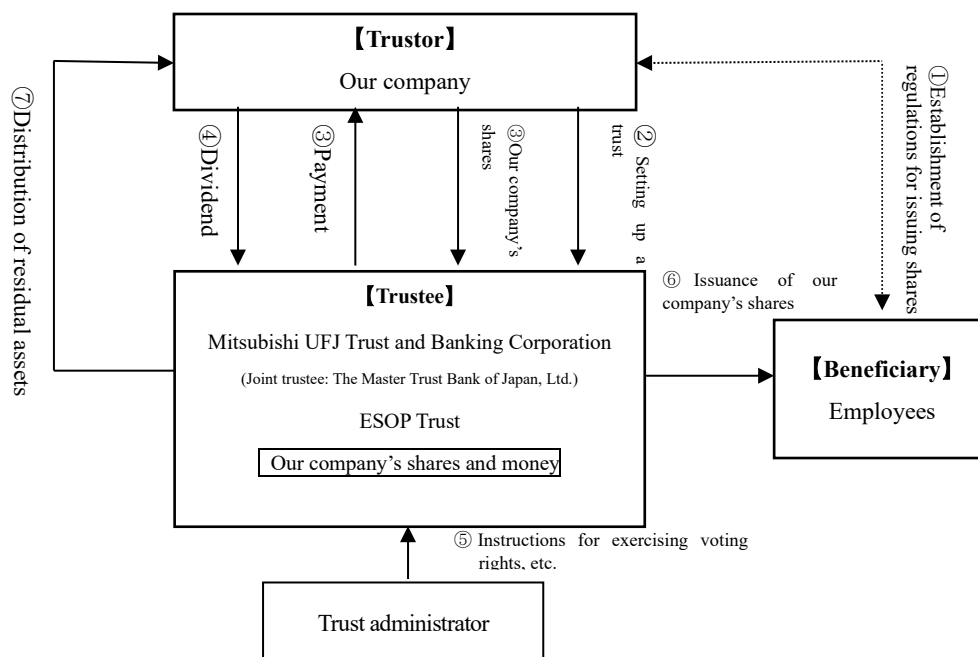 【Trustor】
Our company
①Establishment of
regulations for issuing shares
② Setting up a
trust
③Our company's
shares
③Payment
④Dividend
⑦Distribution of residual assets
【Trustee】
Mitsubishi UFJ Trust and Banking Corporation
(Joint trustee: The Master Trust Bank of Japan, Ltd.)
ESOP Trust
Our company's shares and money
⑥ Issuance of our
company's shares
【Beneficiary】
Employees
⑤ Instructions for exercising voting
rights, etc.
Trust administrator